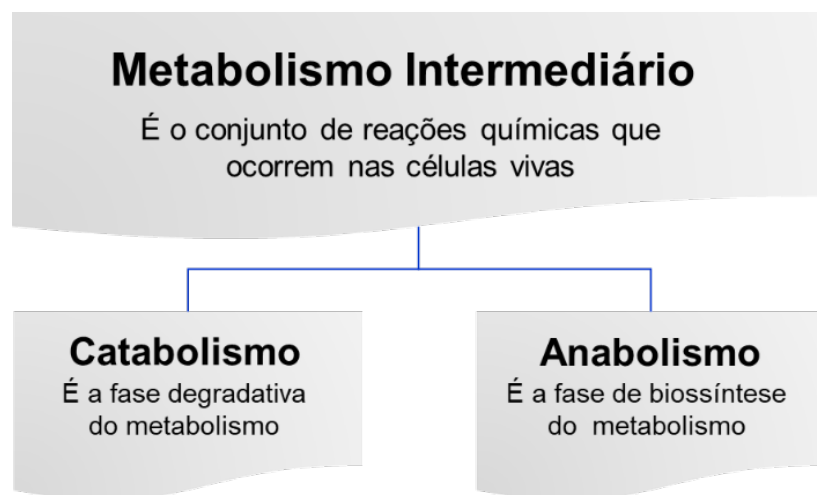 Metabolismo Intermediário
É o conjunto de reações químicas que
ocorrem nas células vivas
Catabolismo
É a fase degradativa
do metabolismo
Anabolismo
É a fase de biossíntese
do metabolismo